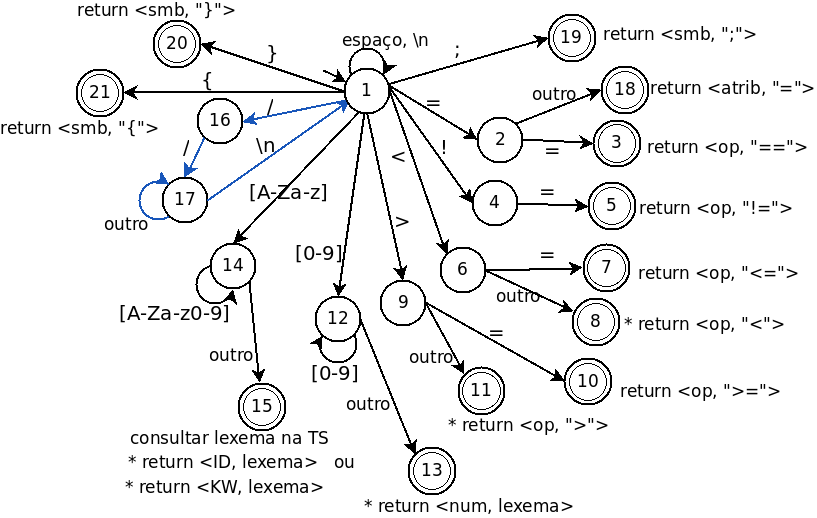 return <smb, "}">
20
}
espaço, \n
;
19
return <smb, ";">
21
{
1
return <smb, "{">
16
/
=
outro
18
return <atrib, "=">
2
=
3
return <op, "==">
/
\n
<
!
17
outro
[A-Za-z]
4
=
5
return <op, "!=">
>
14
[0-9]
6
=
7
return <op, "<=">
outro
[A-Za-z0-9]
12
9
8
* return <op, "<">
outro
[0-9]
outro
=
10
return <op, ">=">
11
outro
15
* return <op, ">">
consultar lexema na TS
* return <ID, lexema> ou
* return <KW, lexema>
13
* return <num, lexema>